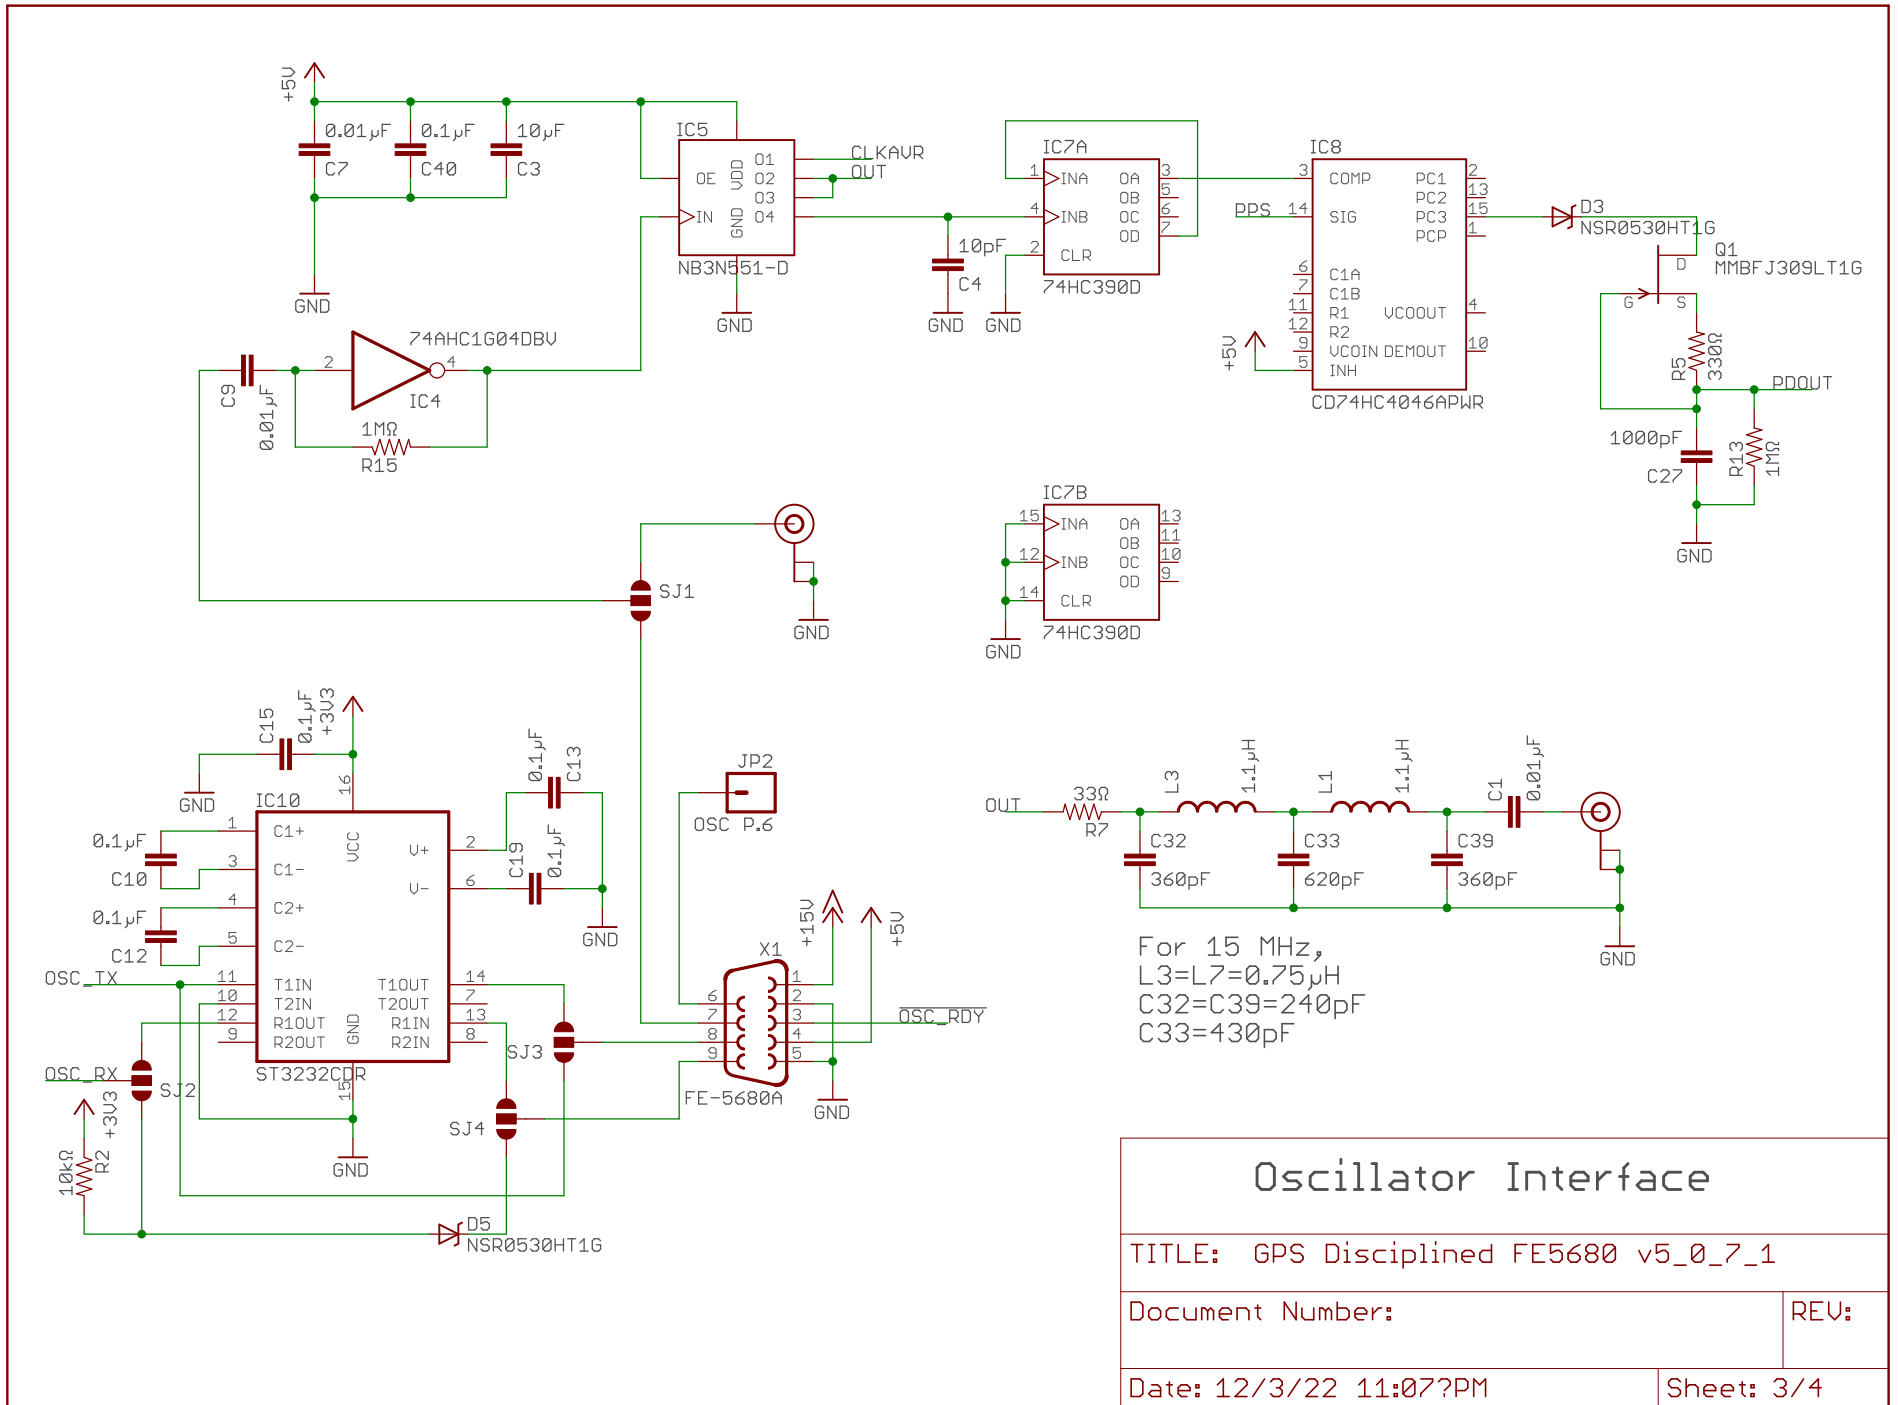 +5V
0.01µF
C7
0.1µF
C40
10µF
C3
GND
IC5
OE
IN
VDD
GND
O1
O2
O3
O4
NB3N551-D
GND
CLKAVR
OUT
10pF
C4
GND
IC7A
1
INA
4
INB
2
CLR
OA
3
OB
5
OC
6
OD
7
74HC390D
GND
IC8
3
COMP
PPS
14
SIG
6
C1A
7
C1B
11
R1
12
R2
9
VCOIN
5
INH
PC1
2
PC2
13
PC3
15
PCP
1
VCOOUT
4
DEMOUT
10
+5V
CD74HC4046APWR
D3
NSR0530HT1G
Q1
MMBFJ309LT1G
D
G
S
R5
330Ω
PDOUT
1000pF
C27
R13
1MΩ
GND
C9
0.01µF
2
4
74AHC1G04DBV
IC4
1MΩ
R15
SJ1
GND
IC7B
15
INA
12
INB
14
CLR
OA
13
OB
11
OC
10
OD
9
74HC390D
GND
C15
0.1µF
+3V3
GND
IC10
16
VCC
1
C1+
3
C1-
4
C2+
5
C2-
11
T1IN
10
T2IN
12
R1OUT
9
R2OUT
2
V+
6
V-
14
T1OUT
7
T2OUT
13
R1IN
8
R2IN
GND
15
ST3232CDR
0.1µF
C10
0.1µF
C12
0.1µF
C13
C19
0.1µF
GND
OSC_TX
OSC_RX
SJ2
+3V3
10kΩ
R2
GND
SJ3
SJ4
D5
NSR0530HT1G
JP2
OSC P.6
+15V
+5V
X1
6
7
8
9
1
2
3
4
5
FE-5680A
OSC_RDY
GND
OUT
33Ω
R7
L3
1.1µH
L1
1.1µH
C1
0.01µF
C32
360pF
C33
620pF
C39
360pF
GND
For 15 MHz,
L3=L7=0.75µH
C32=C39=240pF
C33=430pF
Oscillator Interface
TITLE: GPS Disciplined FE5680 v5_0_7_1
Document Number:
REV:
Date: 12/3/22 11:07?PM
Sheet: 3/4